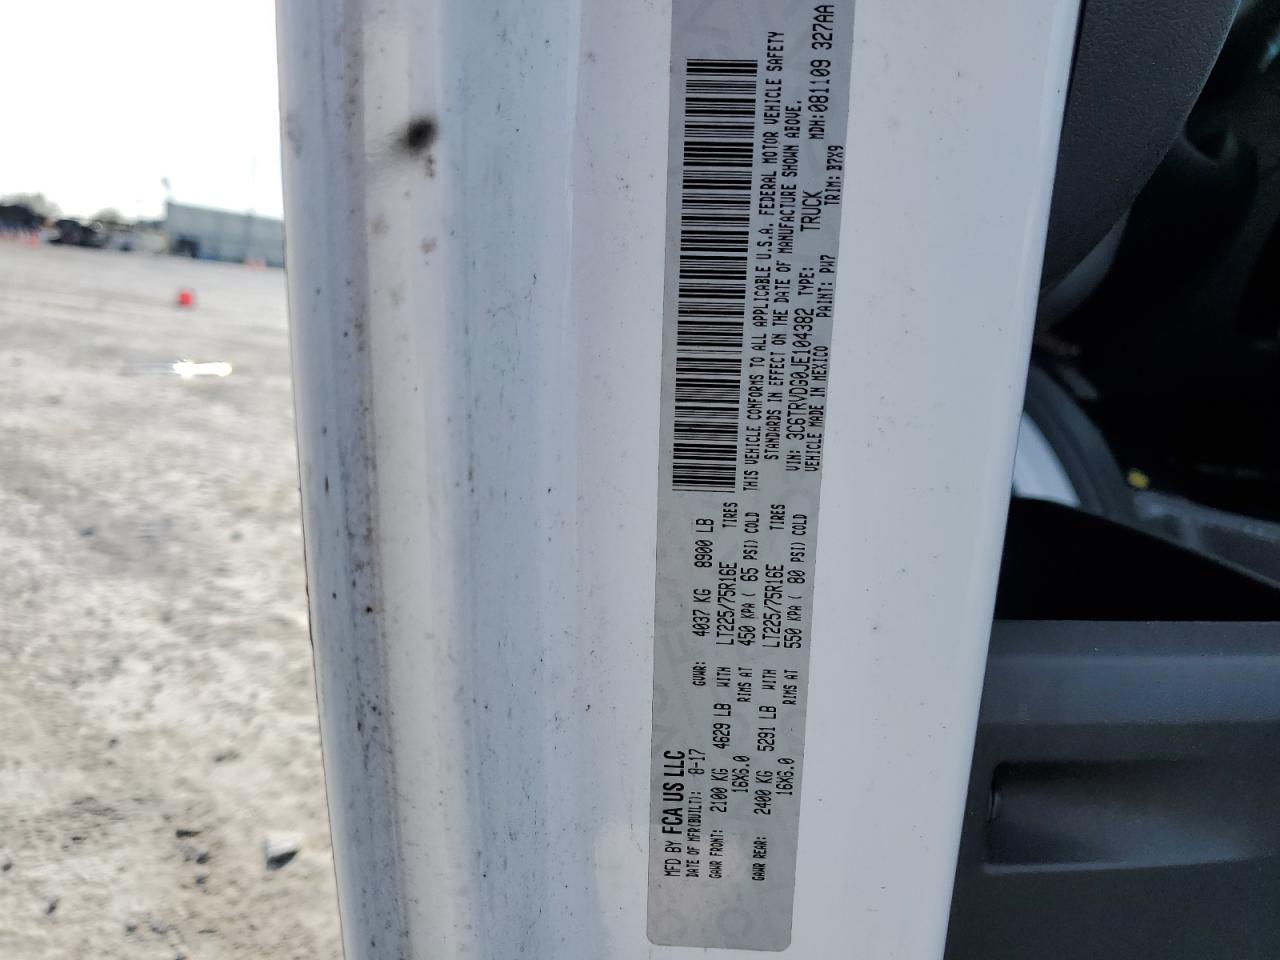 MFD BY FCA US LLC
DATE OF MFR(BUILT): 8-17 GVWR: 4037 KG 8900 LB
GAWR FRONT: 2100 KG 4629 LB WITH LT225/75R16E TIRES
16X6.0 RIMS AT 450 KPA ( 65 PSI) COLD
GAWR REAR: 2400 KG 5291 LB WITH LT225/75R16E TIRES
16X6.0 RIMS AT 550 KPA ( 80 PSI) COLD
THIS VEHICLE CONFORMS TO ALL APPLICABLE U.S.A. FEDERAL MOTOR VEHICLE SAFETY
STANDARDS IN EFFECT ON THE DATE OF MANUFACTURE SHOWN ABOVE.
VIN: 3C6TRVDG0JE104382 TYPE: TRUCK MDH:081109 327AA
VEHICLE MADE IN MEXICO PAINT: PW7 TRIM: B7X9